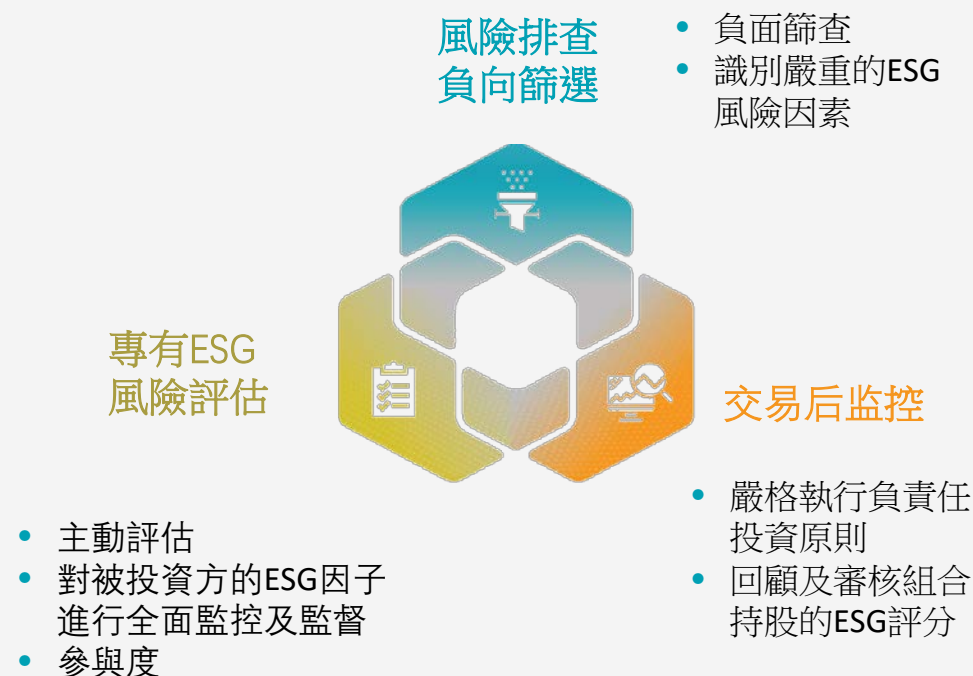 風險排查
負向篩選
• 負面篩查
• 識別嚴重的ESG
風險因素
專有ESG
風險評估
• 主動評估
• 對被投資方的ESG因子
進行全面監控及監督
• 參與度
交易后监控
• 嚴格執行負責任
投資原則
• 回顧及審核組合
持股的ESG評分